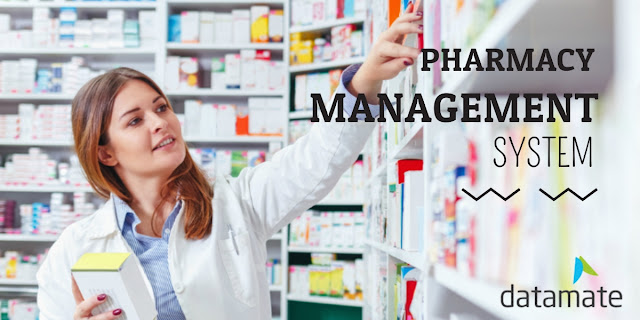 PHARMACY
MANAGEMENT
SYSTEM
datamate